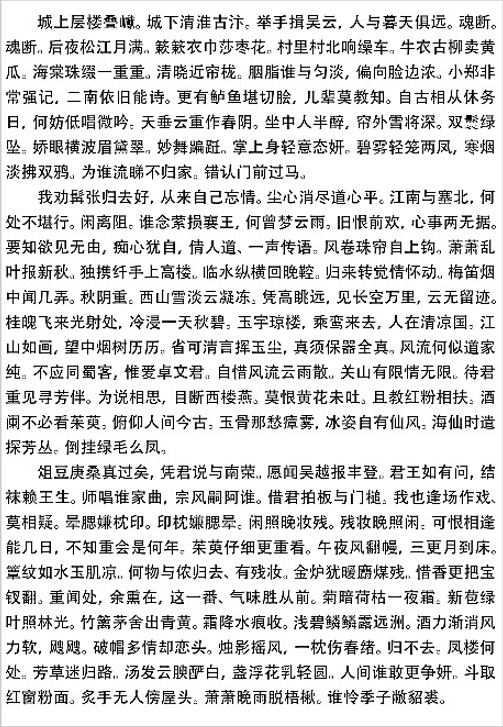 城上层楼叠巘。城下清淮古汴。举手揖吴云，人与暮天俱远。魂断。
魂断。后夜松江月满。簌簌衣巾莎枣花。村里村北响缲车。牛衣古柳卖黄
瓜。海棠珠缀一重重。清晓近帘栊。胭脂谁与匀淡，偏向脸边浓。小郑非
常强记，二南依旧能诗。更有鲈鱼堪切脍，儿辈莫教知。自古相从休务
日，何妨低唱微吟。天垂云重作春阴。坐中人半醉，帘外雪将深。双鬟绿
坠。娇眼横波眉黛翠。妙舞蹁跹。掌上身轻意态妍。碧雾轻笼两凤，寒烟
淡拂双鸦。为谁流睇不归家。错认门前过马。
我劝髯张归去好，从来自己忘情。尘心消尽道心平。江南与塞北，何
处不堪行。闲离阻。谁念萦损襄王，何曾梦云雨。旧恨前欢，心事两无据。
要知欲见无由，痴心犹自，倩人道、一声传语。风卷珠帘自上钩。萧萧乱
叶报新秋。独携纤手上高楼。临水纵横回晚鞚。归来转觉情怀动。梅笛烟
中闻几弄。秋阴重。西山雪淡云凝冻。凭高眺远，见长空万里，云无留迹。
桂魄飞来光射处，冷浸一天秋碧。玉宇琼楼，乘鸾来去，人在清凉国。江
山如画，望中烟树历历。省可清言挥玉尘，真须保器全真。风流何似道家
纯。不应同蜀客，惟爱卓文君。自惜风流云雨散。关山有限情无限。待君
重见寻芳伴。为说相思，目断西楼燕。莫恨黄花未吐。且教红粉相扶。酒
阑不必看茱萸。俯仰人间今古。玉骨那愁瘴雾，冰姿自有仙风。海仙时遣
探芳丛。倒挂绿毛么凤。
俎豆庚桑真过矣，凭君说与南荣。愿闻吴越报丰登。君王如有问，结
袜赖王生。师唱谁家曲，宗风嗣阿谁。借君拍板与门槌。我也逢场作戏、
莫相疑。晕腮嫌枕印。印枕嫌腮晕。闲照晚妆残。残妆晚照闲。可恨相逢
能几日，不知重会是何年。茱萸仔细更重看。午夜风翻幔，三更月到床。
簟纹如水玉肌凉。何物与侬归去、有残妆。金炉犹暖麝煤残。惜香更把宝
钗翻。重闻处，余熏在，这一番、气味胜从前。菊暗荷枯一夜霜。新苞绿
叶照林光。竹篱茅舍出青黄。霜降水痕收。浅碧鳞鳞露远洲。酒力渐消风
力软，飕飕。破帽多情却恋头。烛影摇风，一枕伤春绪。归不去。凤楼何
处。芳草迷归路。汤发云腴酽白，盏浮花乳轻圆。人间谁敢更争妍。斗取
红窗粉面。炙手无人傍屋头。萧萧晚雨脱梧楸。谁怜季子敝貂裘。